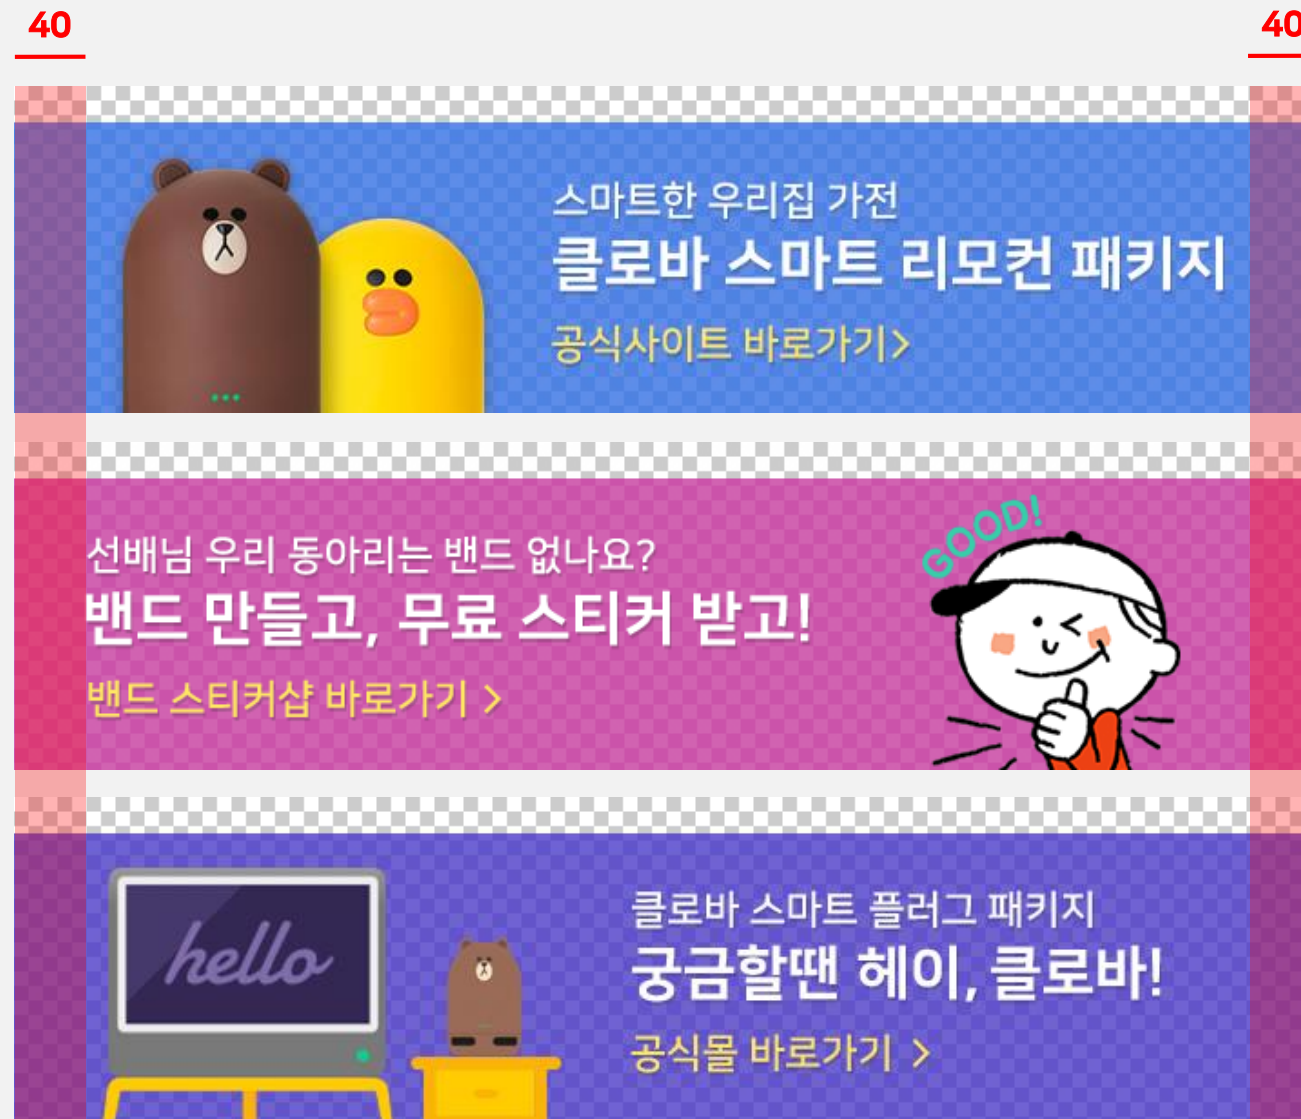 40
40
스마트한 우리집 가전
클로바 스마트 리모컨 패키지
공식사이트 바로가기>
GOOD!
선배님 우리 동아리는 밴드 없나요?
밴드 만들고, 무료 스티커 받고!
밴드 스티커샵 바로가기 >
hello
클로바 스마트 플러그 패키지
궁금할땐 헤이, 클로바!
공식몰 바로가기 >